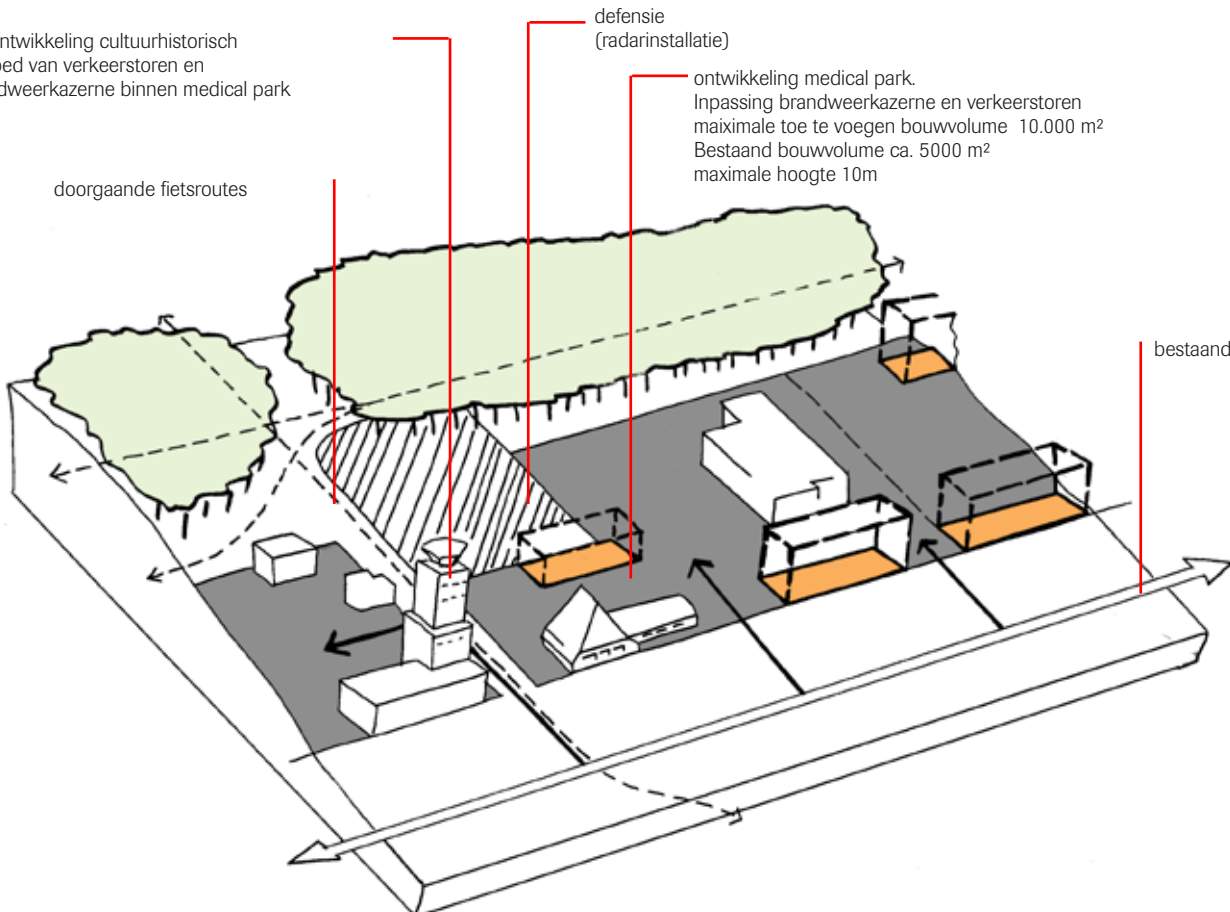 ntwikkeling cultuurhistorisch
oed van verkeerstoren en
dweerkazerne binnen medical park
defensie
(radarinstallatie)
ontwikkeling medical park.
Inpassing brandweerkazerne en verkeerstoren
maiximale toe te voegen bouwvolume 10.000 m²
Bestaand bouwvolume ca. 5000 m²
maximale hoogte 10m
doorgaande fietsroutes
bestaand